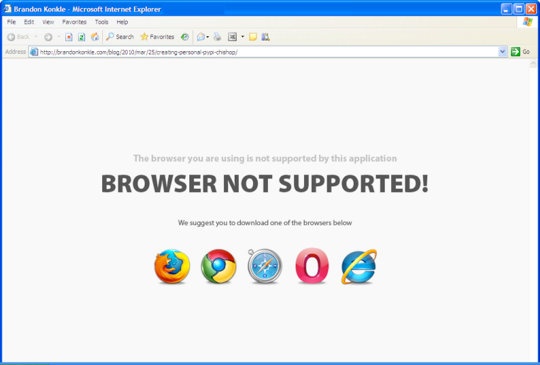 Brandon Konkle - Microsoft Internet Explorer
File Edit View Favorites Tools Help
Back Search Favorites
Address http://brandonkonkle.com/blog/2010/mar/25/creating-personal-pypi-chishop/ Go
The browser you are using is not supported by this application
BROWSER NOT SUPPORTED!
We suggest you to download one of the browsers below